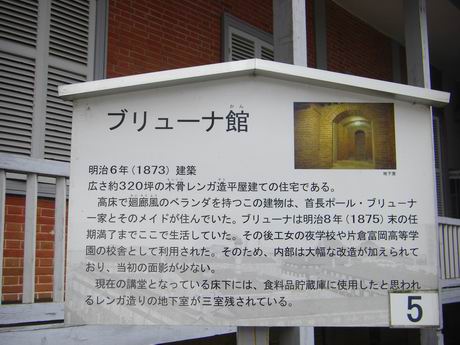 ブリューナ館
かん
地下室
明治6年（1873）建築
広さ約320坪の木骨レンガ造平屋建ての住宅である。
高床で廻廊風のベランダを持つこの建物は、首長ポール・ブリューナ
一家とそのメイドが住んでいた。ブリューナは明治8年（1875）末の任
期満了までここで生活していた。その後工女の夜学校や片倉富岡高等学
園の校舎として利用された。そのため、内部は大幅な改造が加えられて
おり、当初の面影が少ない。
現在の講堂となっている床下には、食料品貯蔵庫に使用したと思われ
るレンガ造りの地下室が三室残されている。
5